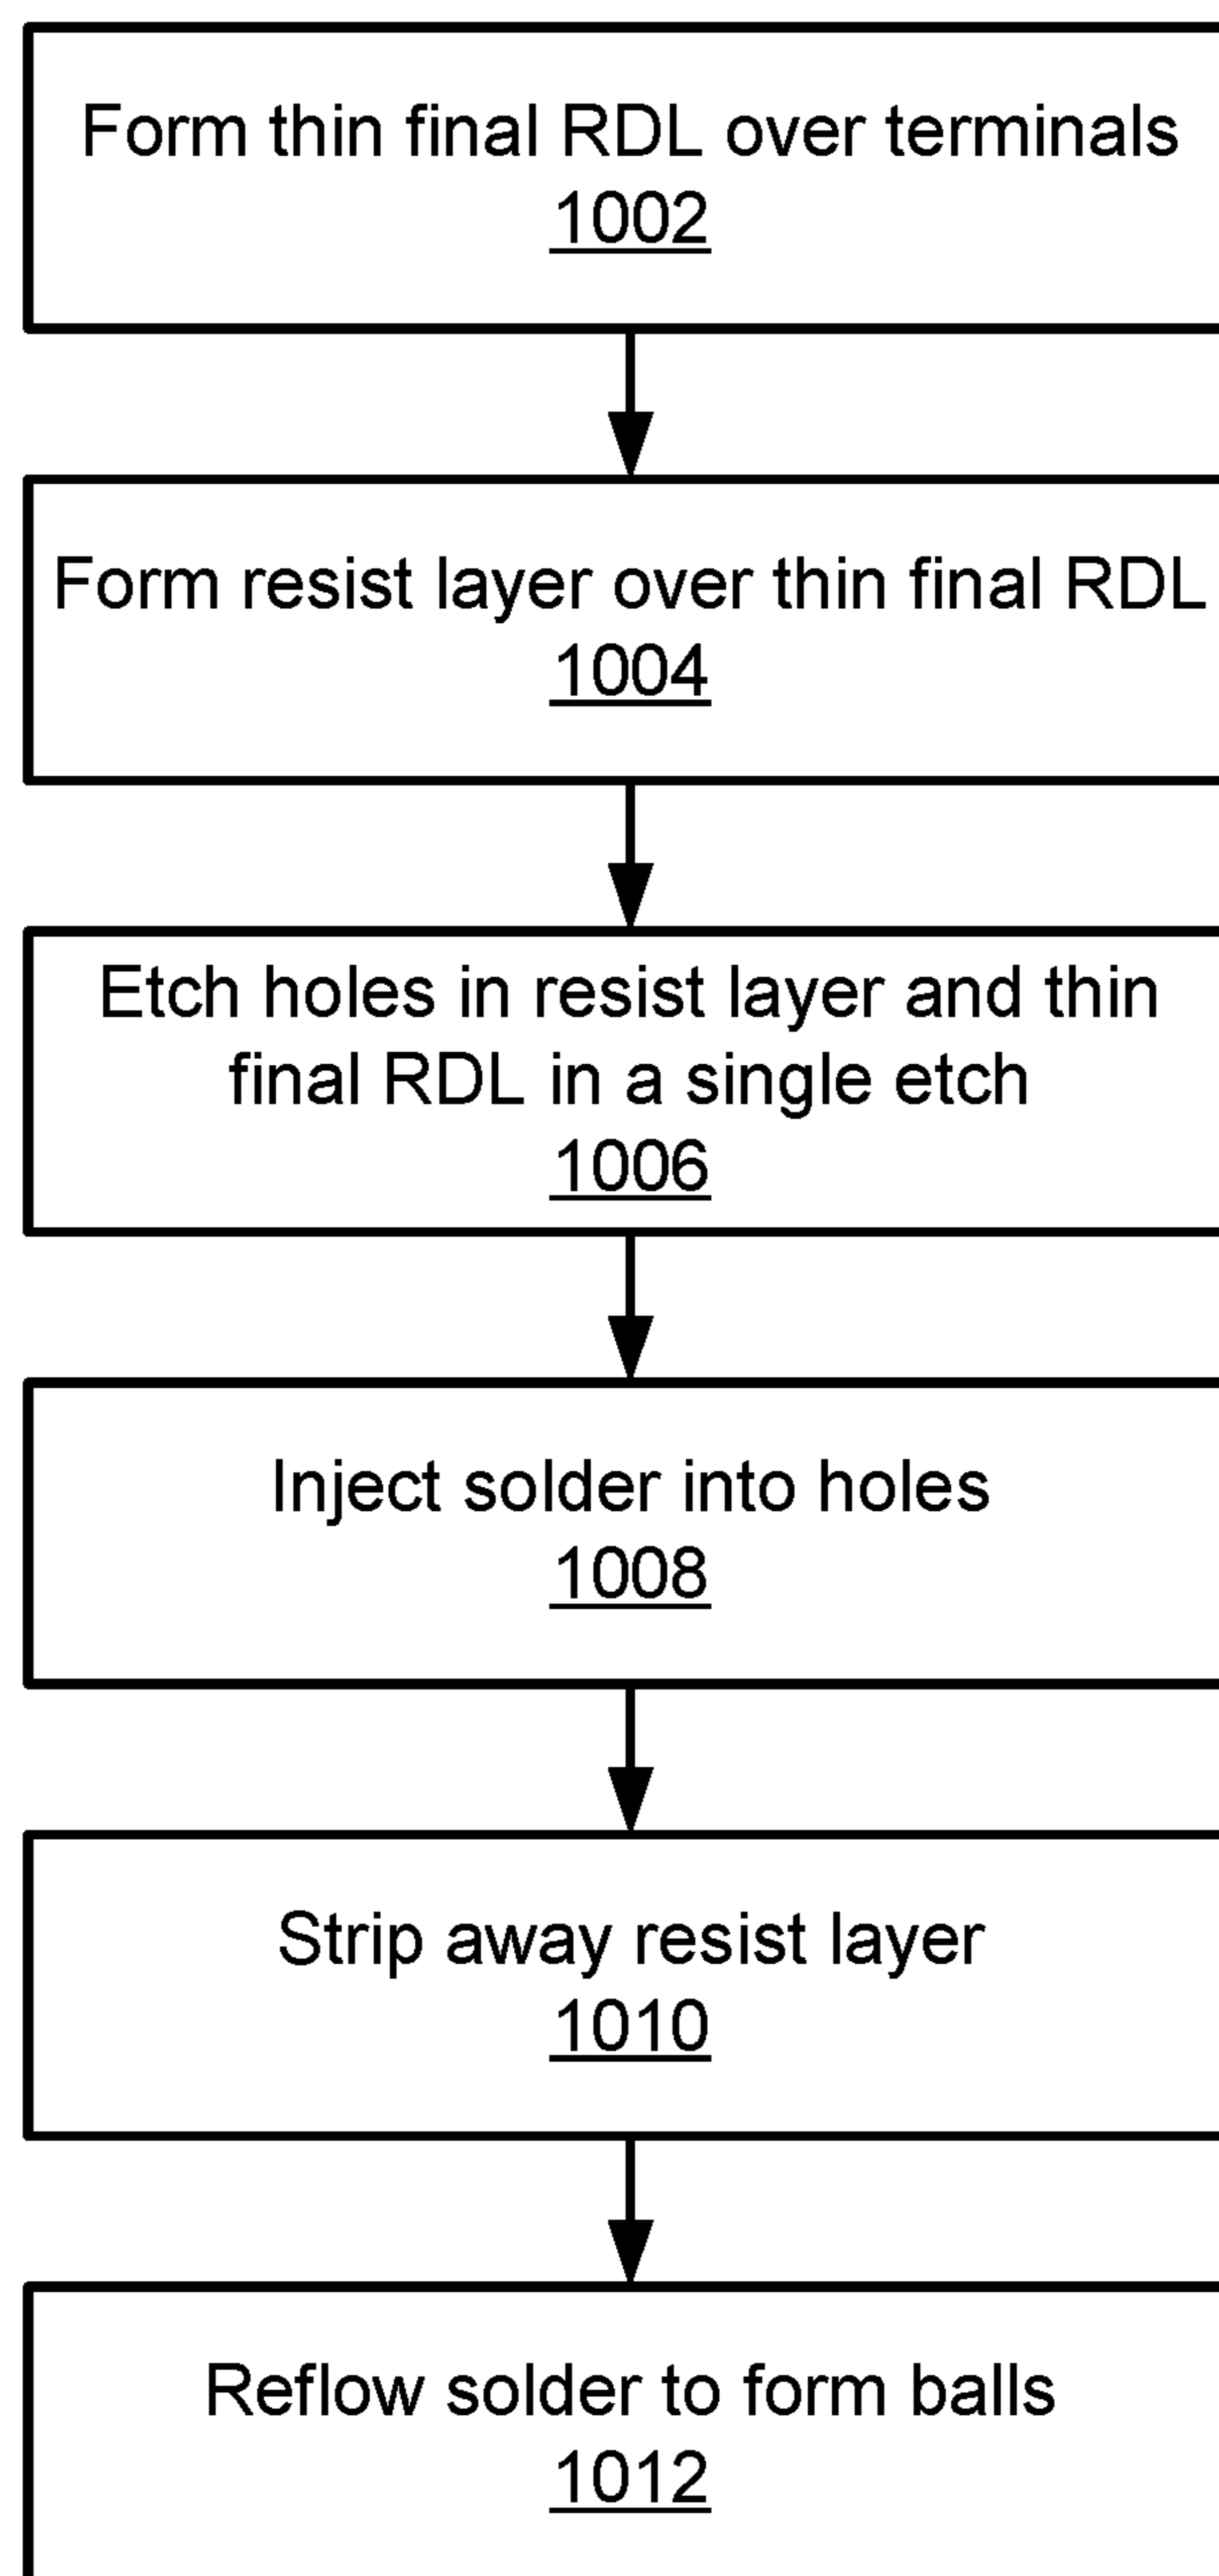 Form thin final RDL over terminals
1002
Form resist layer over thin final RDL
1004
Etch holes in resist layer and thin
final RDL in a single etch
1006
Inject solder into holes
1008
Strip away resist layer
1010
Reflow solder to form balls
1012